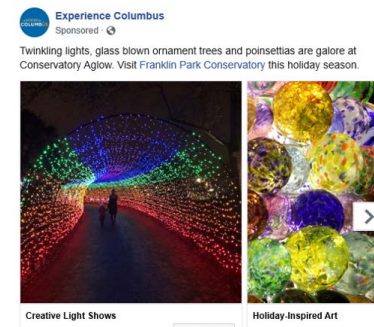 Experience Columbus
Sponsored ·
Twinkling lights, glass blown ornament trees and poinsettias are galore at
Conservatory Aglow. Visit Franklin Park Conservatory this holiday season.
Creative Light Shows
Holiday-Inspired Art